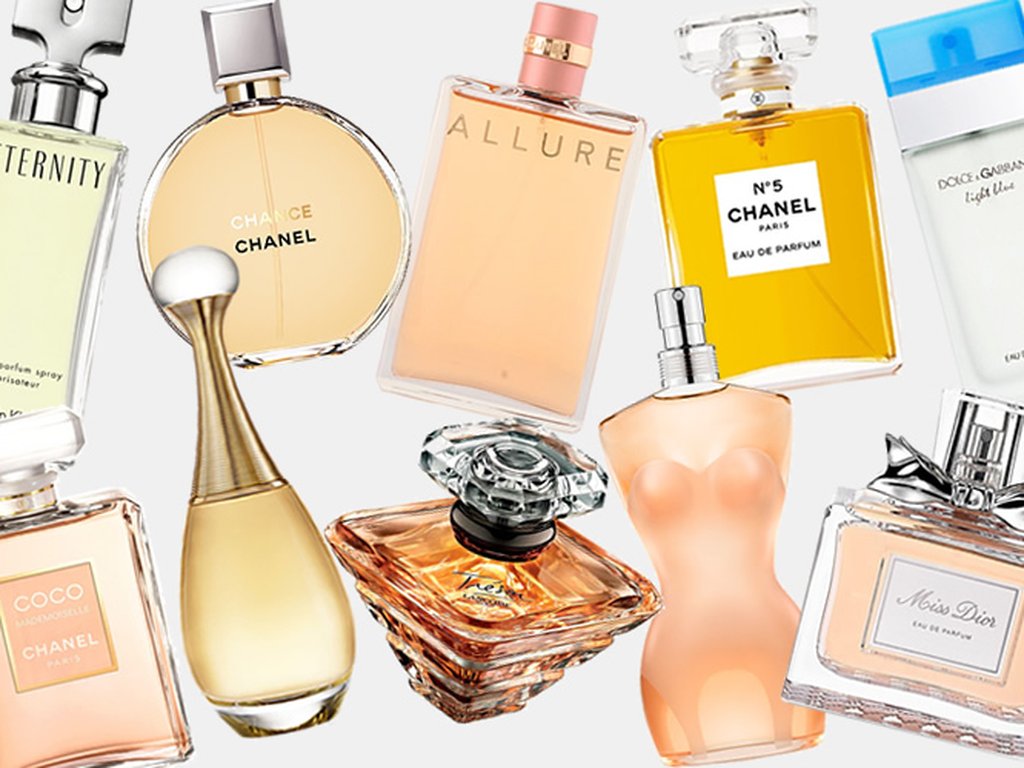 ETERNITY
parfum spray
CHANCE
CHANEL
ALLURE
N°5
CHANEL
PARIS
EAU DE PARFUM
DOLCE & GABBANA
light blue
EAU
COCO
MADEMOISELLE
CHANEL
PARIS
Trésor
LANCÔME
Miss Dior
EAU DE PARFUM